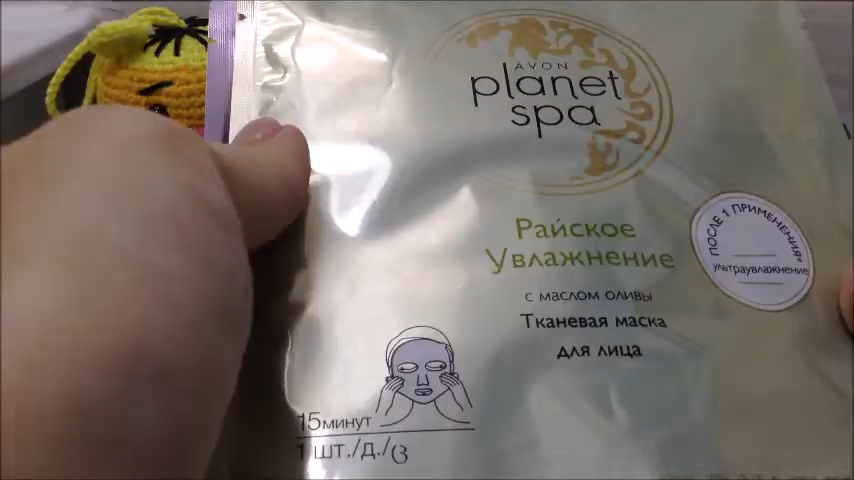 AVON
planet
spa
Райское
Увлажнение
с маслом оливы
Тканевая маска
для лица
ПОСЛЕ 1 ПРИМЕНЕНИЯ*
ультраувлажнение
15 минут
1 шт./д./